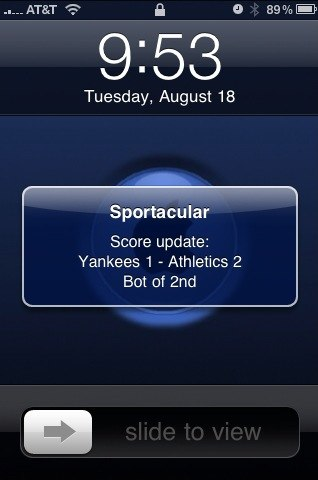 AT&T 89%
9:53
Tuesday, August 18
Sportacular
Score update:
Yankees 1 - Athletics 2
Bot of 2nd
slide to view